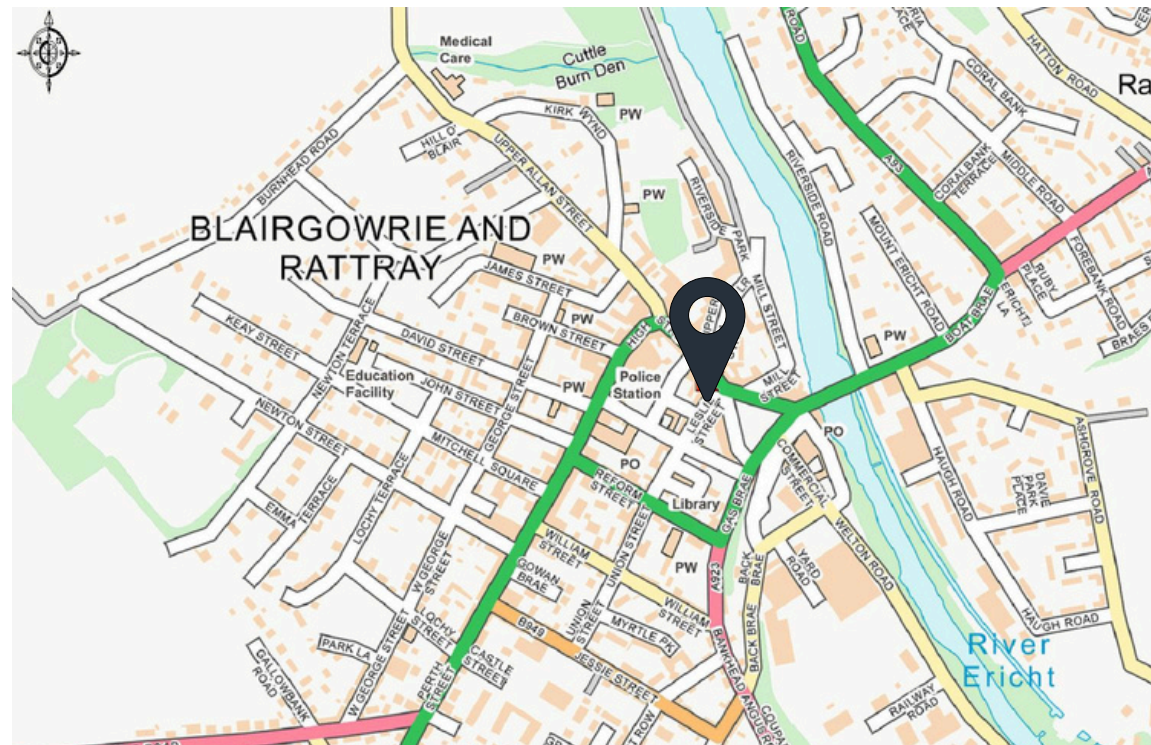 Medical
Care
Cuttle
Burn Den
PW
KIRK WYND
HILL O'
BLAIR
BURNHEAD ROAD
UPPER ALLAN STREET
ROAD
HATTON ROAD
CORAL BANK
Ra
A93
CORALBANK
TERRACE
MIDDLE ROAD
RIVERSIDE ROAD
PW
RIVERSIDE
PARK
BLAIRGOWRIE AND
RATTRAY
PW
JAMES STREET
MOUNT ERICHT ROAD
FOREBANK ROAD
RUBY
PLACE
ERICHT
LA
BOAT BRAE
MILL STREET
UPPER
KEAY STREET
NEWTON TERRACE
DAVID STREET
BROWN STREET
PW
HIGH
PW
Education
Facility
JOHN STREET
GEORGE STREET
PW
Police
Station
LESLIE
STREET
MILL
STREET
NEWTON STREET
MITCHELL SQUARE
PO
PO
COMMERCIAL
STREET
ASHGROVE ROAD
HAUGH ROAD
DAVIE
PARK
PLACE
REFORM
STREET
Library
GAS BRAE
EMMA
TERRACE
LOCHY TERRACE
WELTON ROAD
W GEORGE
STREET
WILLIAM
STREET
UNION STREET
PW
A923
BACK
BRAE
YARD
ROAD
GOWAN
BRAE
WILLIAM
STREET
HAUGH ROAD
LOCHY
STREET
B949
UNION
STREET
MYRTLE PK
BANKHEAD
BACK BRAE
River
Ericht
PARK LA
W GEORGE STREET
CASTLE
STREET
JESSIE STREET
GALLOWBANK
ROAD
PERTH
STREET
RAILWAY
ROAD